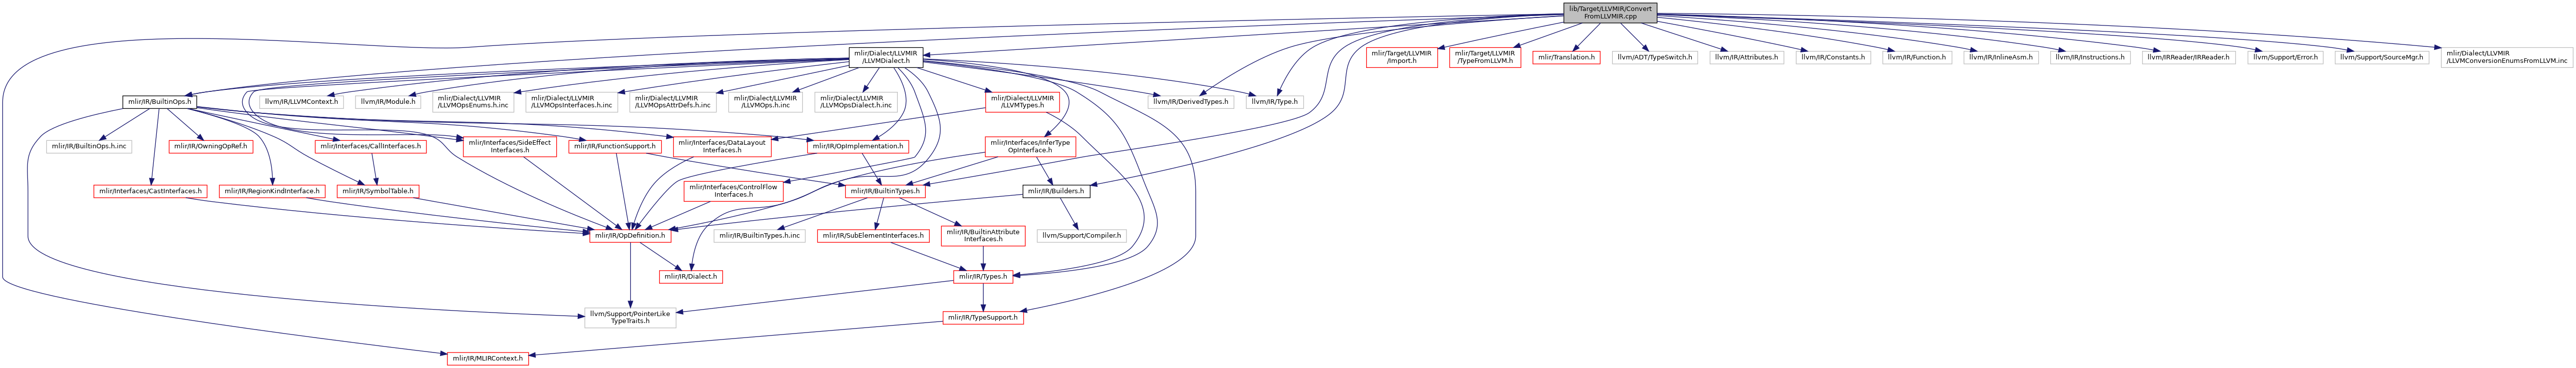 lib/Target/LLVMIR/Convert
FromLLVMIR.cpp
mlir/Dialect/LLVMIR
/LLVMDialect.h
mlir/Target/LLVMIR
/Import.h
mlir/Target/LLVMIR
/TypeFromLLVM.h
mlir/Translation.h
llvm/ADT/TypeSwitch.h
llvm/IR/Attributes.h
llvm/IR/Constants.h
llvm/IR/Function.h
llvm/IR/InlineAsm.h
llvm/IR/Instructions.h
llvm/IRReader/IRReader.h
llvm/Support/Error.h
llvm/Support/SourceMgr.h
mlir/Dialect/LLVMIR
/LLVMConversionEnumsFromLLVM.inc
mlir/IR/BuiltinOps.h
llvm/IR/LLVMContext.h
llvm/IR/Module.h
mlir/Dialect/LLVMIR
/LLVMOpsEnums.h.inc
mlir/Dialect/LLVMIR
/LLVMOpsInterfaces.h.inc
mlir/Dialect/LLVMIR
/LLVMOpsAttrDefs.h.inc
mlir/Dialect/LLVMIR
/LLVMOps.h.inc
mlir/Dialect/LLVMIR
/LLVMOpsDialect.h.inc
mlir/Dialect/LLVMIR
/LLVMTypes.h
llvm/IR/DerivedTypes.h
llvm/IR/Type.h
mlir/IR/BuiltinOps.h.inc
mlir/IR/OwningOpRef.h
mlir/Interfaces/CallInterfaces.h
mlir/Interfaces/SideEffect
Interfaces.h
mlir/IR/FunctionSupport.h
mlir/Interfaces/DataLayout
Interfaces.h
mlir/IR/OpImplementation.h
mlir/Interfaces/InferType
OpInterface.h
mlir/Interfaces/CastInterfaces.h
mlir/IR/RegionKindInterface.h
mlir/IR/SymbolTable.h
mlir/Interfaces/ControlFlow
Interfaces.h
mlir/IR/BuiltinTypes.h
mlir/IR/Builders.h
mlir/IR/OpDefinition.h
mlir/IR/BuiltinTypes.h.inc
mlir/IR/SubElementInterfaces.h
mlir/IR/BuiltinAttribute
Interfaces.h
llvm/Support/Compiler.h
mlir/IR/Dialect.h
mlir/IR/Types.h
llvm/Support/PointerLike
TypeTraits.h
mlir/IR/TypeSupport.h
mlir/IR/MLIRContext.h